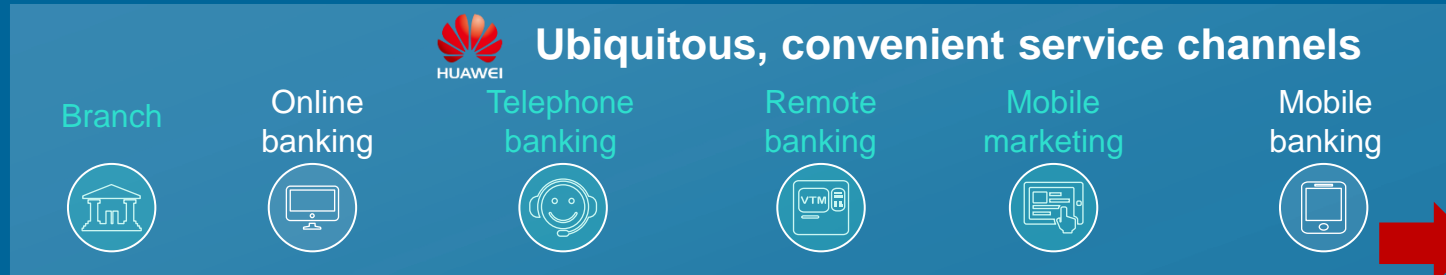 Ubiquitous, convenient service channels
HUAWEI
Branch
Online
banking
Telephone
banking
Remote
banking
Mobile
marketing
Mobile
banking
VTM